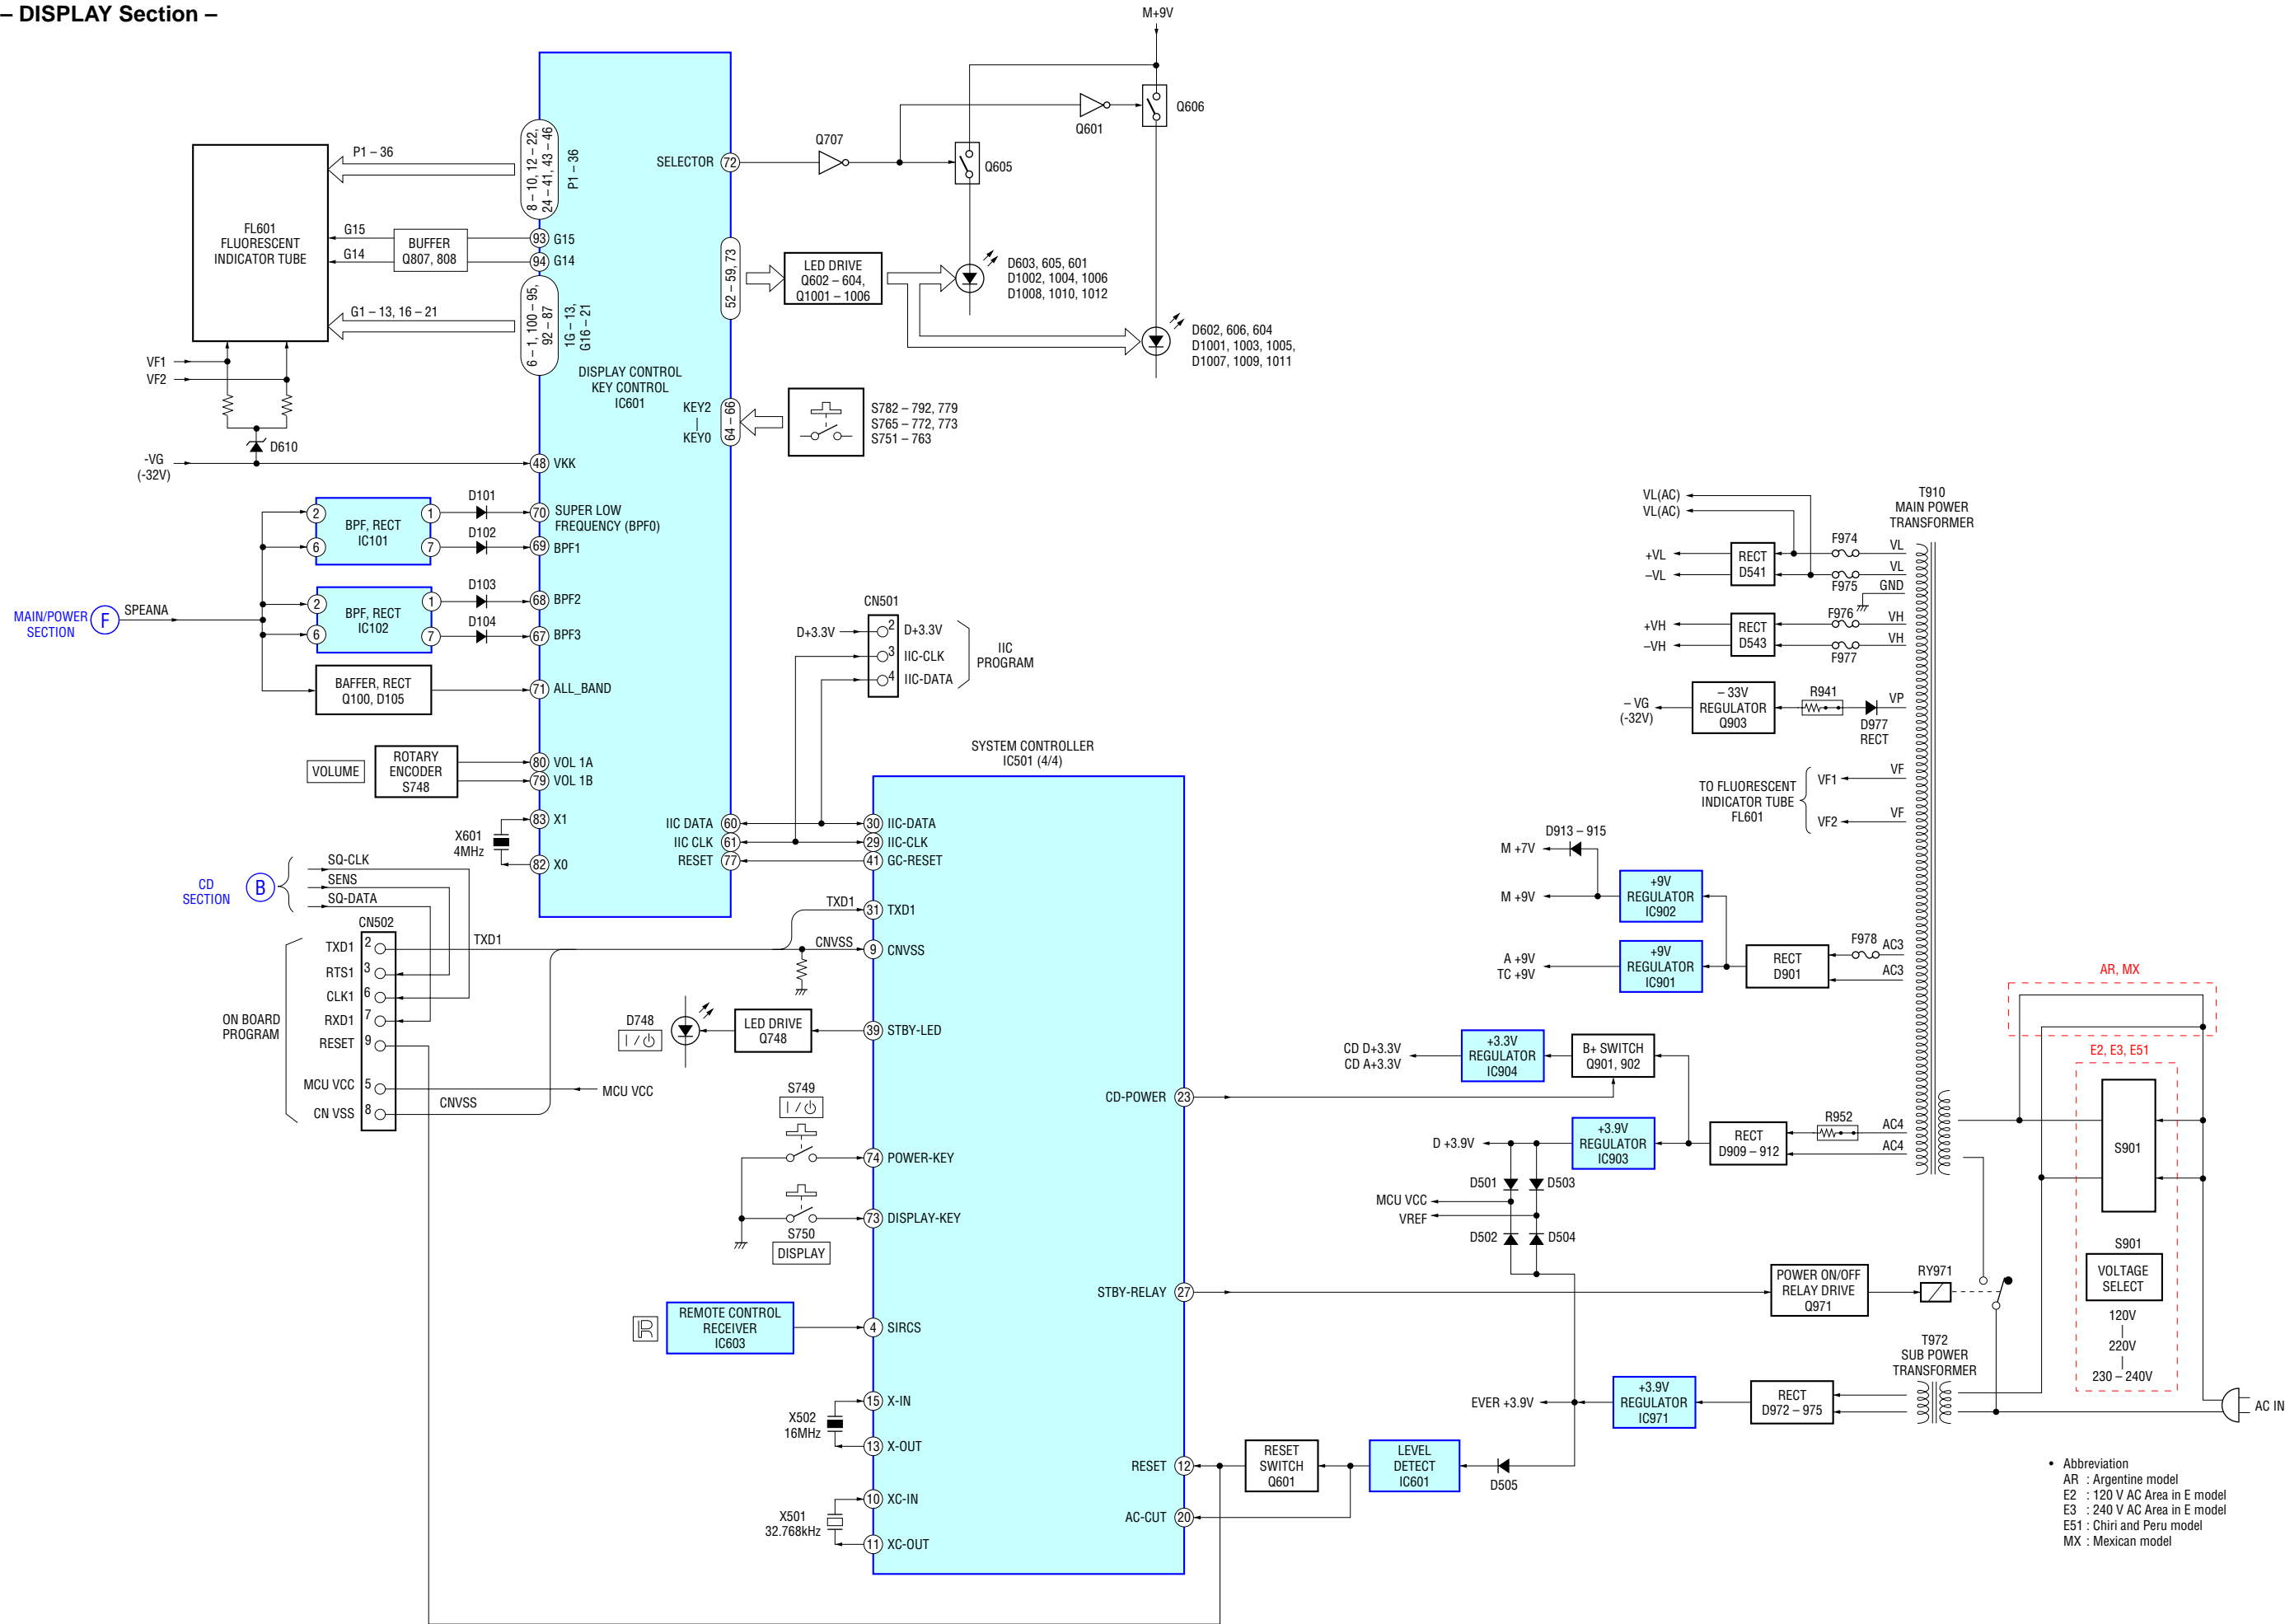 – DISPLAY Section –
M+9V
Q606
Q601
Q707
Q605
SELECTOR 72
P1 – 36
8 – 10, 12 – 22,
24 – 41, 43 – 46
P1 – 36
FL601
FLUORESCENT
INDICATOR TUBE
G15
G14
BUFFER
Q807, 808
93 G15
94 G14
G1 – 13, 16 – 21
6 – 1, 100 – 95,
92 – 87
1G – 13,
G16 – 21
VF1
VF2
D610
-VG
(-32V)
48 VKK
DISPLAY CONTROL
KEY CONTROL
IC601
52 – 59, 73
LED DRIVE
Q602 – 604,
Q1001 – 1006
D603, 605, 601
D1002, 1004, 1006
D1008, 1010, 1012
D602, 606, 604
D1001, 1003, 1005,
D1007, 1009, 1011
KEY2
|
KEY0
64 – 66
S782 – 792, 779
S765 – 772, 773
S751 – 763
MAIN/POWER
SECTION
F
SPEANA
2
6
BPF, RECT
IC101
1
7
D101
D102
70 SUPER LOW
FREQUENCY (BPF0)
69 BPF1
2
6
BPF, RECT
IC102
1
7
D103
D104
68 BPF2
67 BPF3
BAFFER, RECT
Q100, D105
71 ALL_BAND
VOLUME
ROTARY
ENCODER
S748
80 VOL 1A
79 VOL 1B
X601
4MHz
83 X1
82 X0
IIC DATA 60
IIC CLK 61
RESET 77
CN501
D+3.3V
2 D+3.3V
3 IIC-CLK
4 IIC-DATA
IIC
PROGRAM
SYSTEM CONTROLLER
IC501 (4/4)
30 IIC-DATA
29 IIC-CLK
41 GC-RESET
TXD1
31 TXD1
CNVSS
9 CNVSS
CD
SECTION
B
SQ-CLK
SENS
SQ-DATA
CN502
ON BOARD
PROGRAM
TXD1 2
RTS1 3
CLK1 6
RXD1 7
RESET 9
MCU VCC 5
CN VSS 8
TXD1
MCU VCC
CNVSS
D748
I / ⏻
LED DRIVE
Q748
39 STBY-LED
S749
I / ⏻
74 POWER-KEY
S750
DISPLAY
73 DISPLAY-KEY
R
REMOTE CONTROL
RECEIVER
IC603
4 SIRCS
X502
16MHz
15 X-IN
13 X-OUT
X501
32.768kHz
10 XC-IN
11 XC-OUT
CD-POWER 23
STBY-RELAY 27
RESET 12
AC-CUT 20
RESET
SWITCH
Q601
LEVEL
DETECT
IC601
D505
T910
MAIN POWER
TRANSFORMER
VL(AC)
VL(AC)
+VL
–VL
RECT
D541
F974
F975
VL
VL
GND
+VH
–VH
RECT
D543
F976
F977
VH
VH
– VG
(-32V)
– 33V
REGULATOR
Q903
R941
D977
RECT
VP
TO FLUORESCENT
INDICATOR TUBE
FL601
VF1
VF2
VF
VF
D913 – 915
M +7V
M +9V
+9V
REGULATOR
IC902
A +9V
TC +9V
+9V
REGULATOR
IC901
RECT
D901
F978
AC3
AC3
CD D+3.3V
CD A+3.3V
+3.3V
REGULATOR
IC904
B+ SWITCH
Q901, 902
D +3.9V
+3.9V
REGULATOR
IC903
RECT
D909 – 912
R952
AC4
AC4
D501
D503
MCU VCC
VREF
D502
D504
POWER ON/OFF
RELAY DRIVE
Q971
RY971
EVER +3.9V
+3.9V
REGULATOR
IC971
RECT
D972 – 975
T972
SUB POWER
TRANSFORMER
AR, MX
E2, E3, E51
S901
S901
VOLTAGE
SELECT
120V
|
220V
|
230 – 240V
AC IN
• Abbreviation
AR : Argentine model
E2 : 120 V AC Area in E model
E3 : 240 V AC Area in E model
E51 : Chiri and Peru model
MX : Mexican model